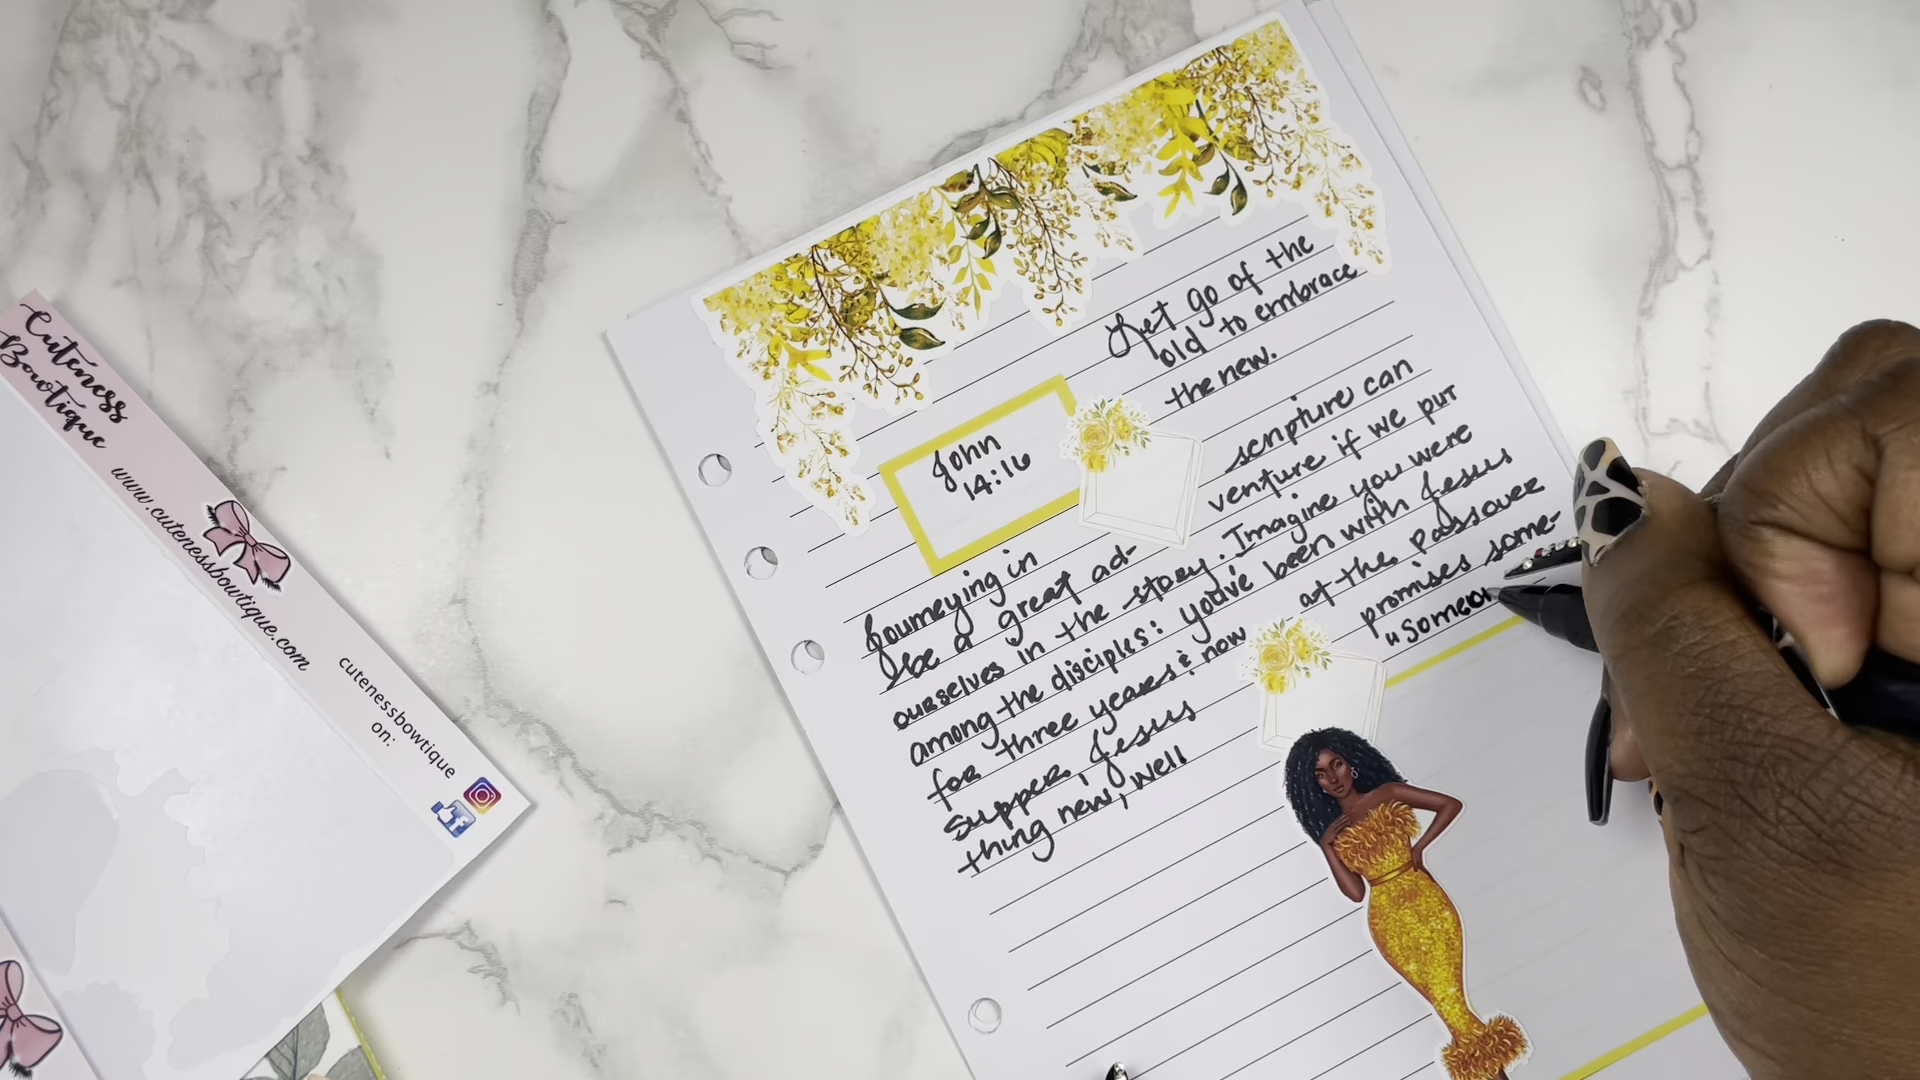 Let go of the
old to embrace
the new.
John
14:16
Journeying in scripture can
be a great ad- venture if we put
ourselves in the story. Imagine you were
among the disciples: you've been with Jesus
for three years & now at the Passover
supper, Jesus promises some-
thing new, well "someon
Cuteness
Bowtique
www.cutenessbowtique.com
cutenessbowtique
on: